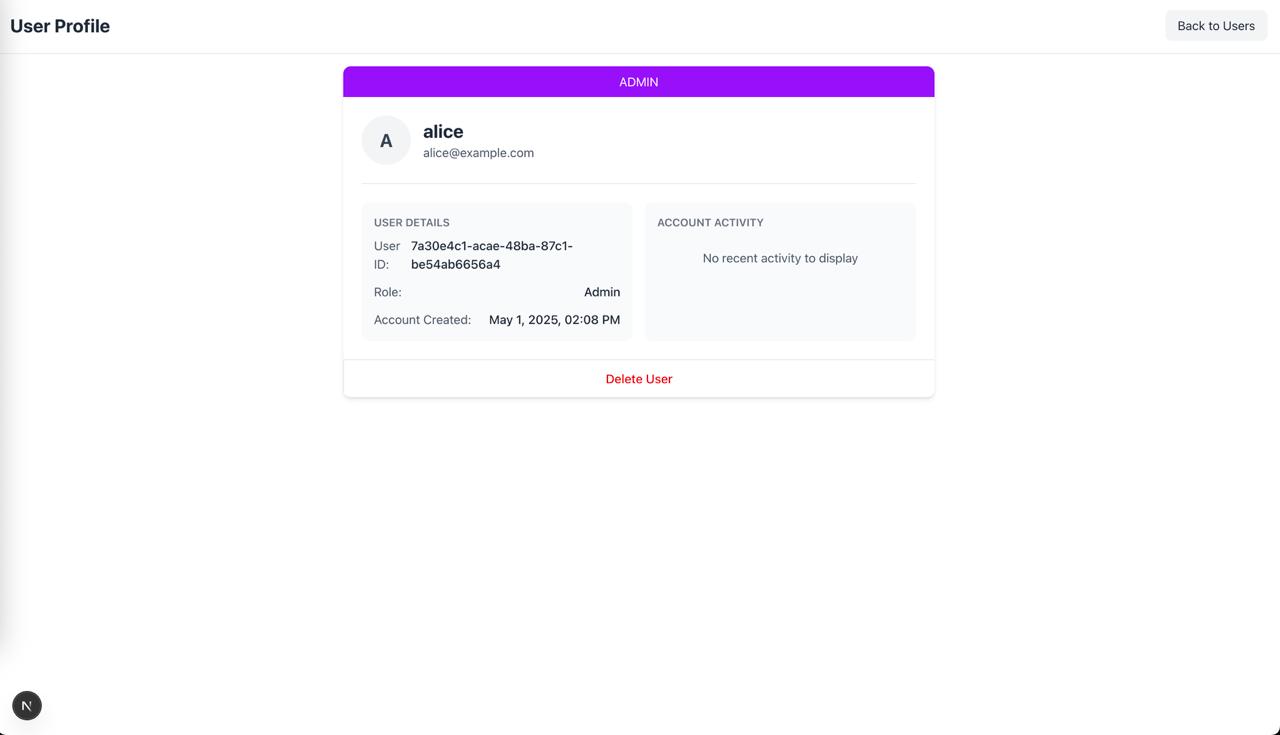 User Profile
Back to Users
ADMIN
A
alice
alice@example.com
USER DETAILS
User ID:
7a30e4c1-acae-48ba-87c1-
be54ab6656a4
Role:
Admin
Account Created:
May 1, 2025, 02:08 PM
ACCOUNT ACTIVITY
No recent activity to display
Delete User
N